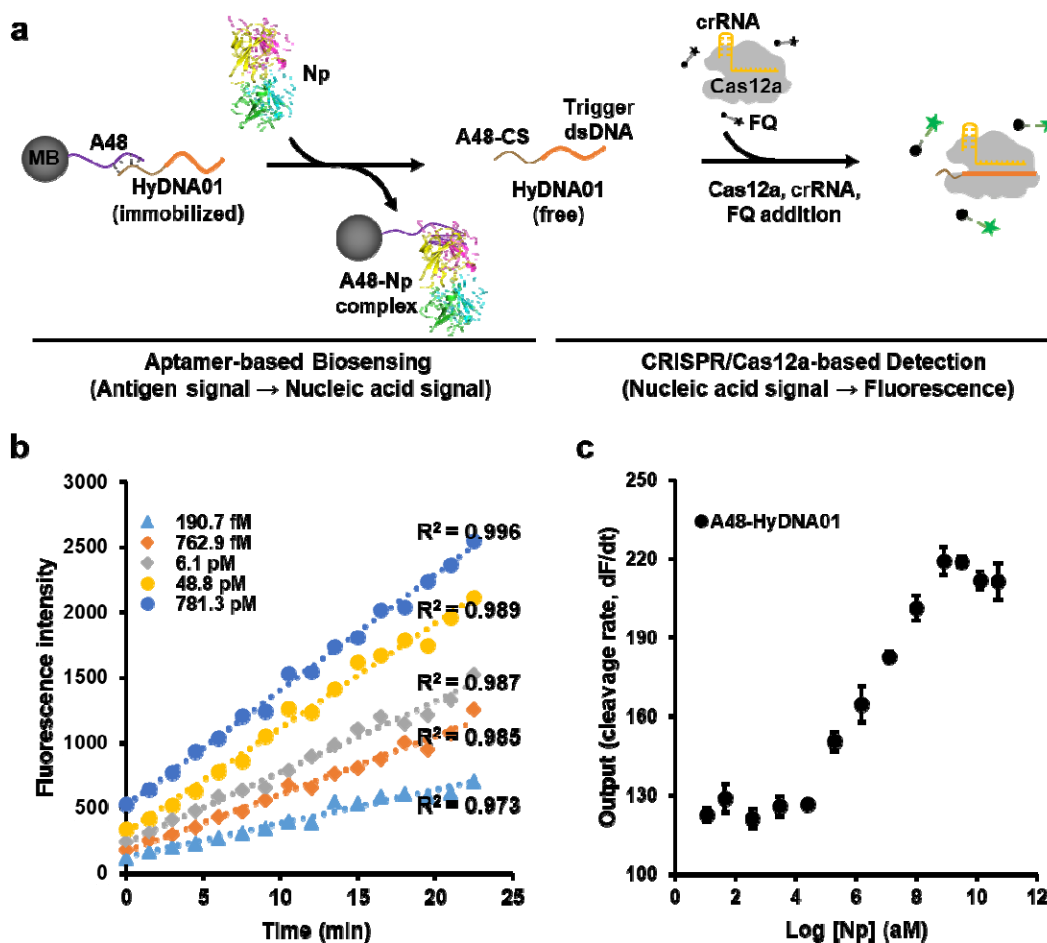 a
crRNA
Np
Cas12a
Trigger
dsDNA
A48-CS
FQ
A48
MB
HyDNA01
(immobilized)
HyDNA01
(free)
Cas12a, crRNA,
FQ addition
A48-Np
complex
Aptamer-based Biosensing
(Antigen signal → Nucleic acid signal)
CRISPR/Cas12a-based Detection
(Nucleic acid signal → Fluorescence)
b
3000
2500
2000
1500
1000
500
0
Fluorescence intensity
190.7 fM
762.9 fM
6.1 pM
48.8 pM
781.3 pM
R² = 0.996
R² = 0.989
R² = 0.987
R² = 0.985
R² = 0.973
0 5 10 15 20 25
Time (min)
c
250
220
190
160
130
100
Output (cleavage rate, dF/dt)
A48-HyDNA01
0 2 4 6 8 10 12
Log [Np] (aM)